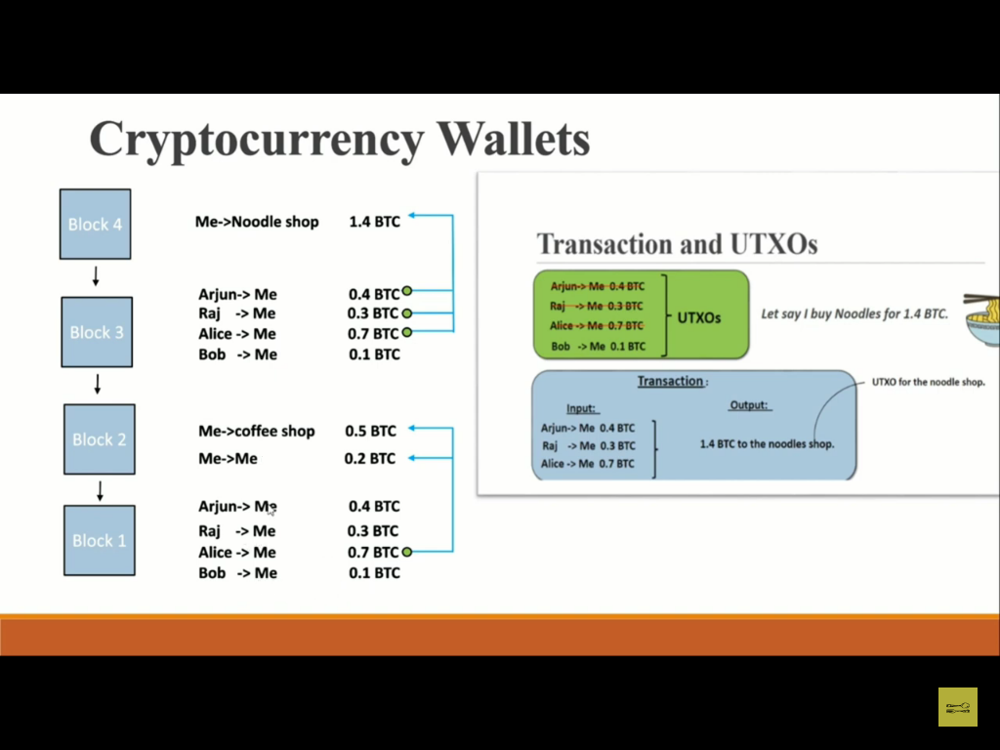 Cryptocurrency Wallets
Block 4
Me->Noodle shop 1.4 BTC
Block 3
Arjun-> Me 0.4 BTC
Raj -> Me 0.3 BTC
Alice -> Me 0.7 BTC
Bob -> Me 0.1 BTC
Block 2
Me->coffee shop 0.5 BTC
Me->Me 0.2 BTC
Block 1
Arjun-> Me 0.4 BTC
Raj -> Me 0.3 BTC
Alice -> Me 0.7 BTC
Bob -> Me 0.1 BTC
Transaction and UTXOs
Arjun-> Me 0.4 BTC
Raj -> Me 0.3 BTC
Alice -> Me 0.7 BTC
Bob -> Me 0.1 BTC
UTXOs
Let say I buy Noodles for 1.4 BTC.
Transaction :
UTXO for the noodle shop.
Input:
Output:
Arjun-> Me 0.4 BTC
Raj -> Me 0.3 BTC
Alice -> Me 0.7 BTC
1.4 BTC to the noodles shop.